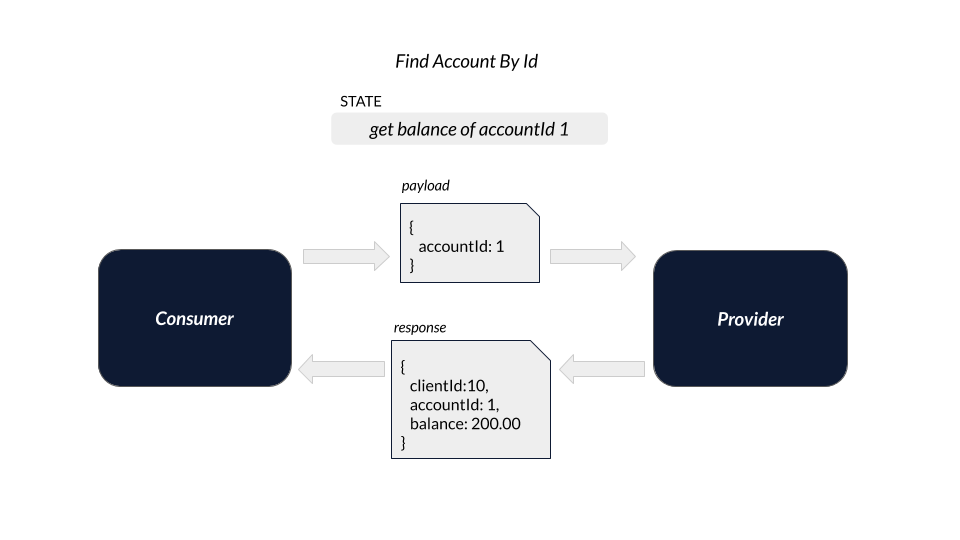 Find Account By Id
STATE
get balance of accountId 1
payload
{
accountId: 1
}
Consumer
Provider
response
{
clientId:10,
accountId: 1,
balance: 200.00
}